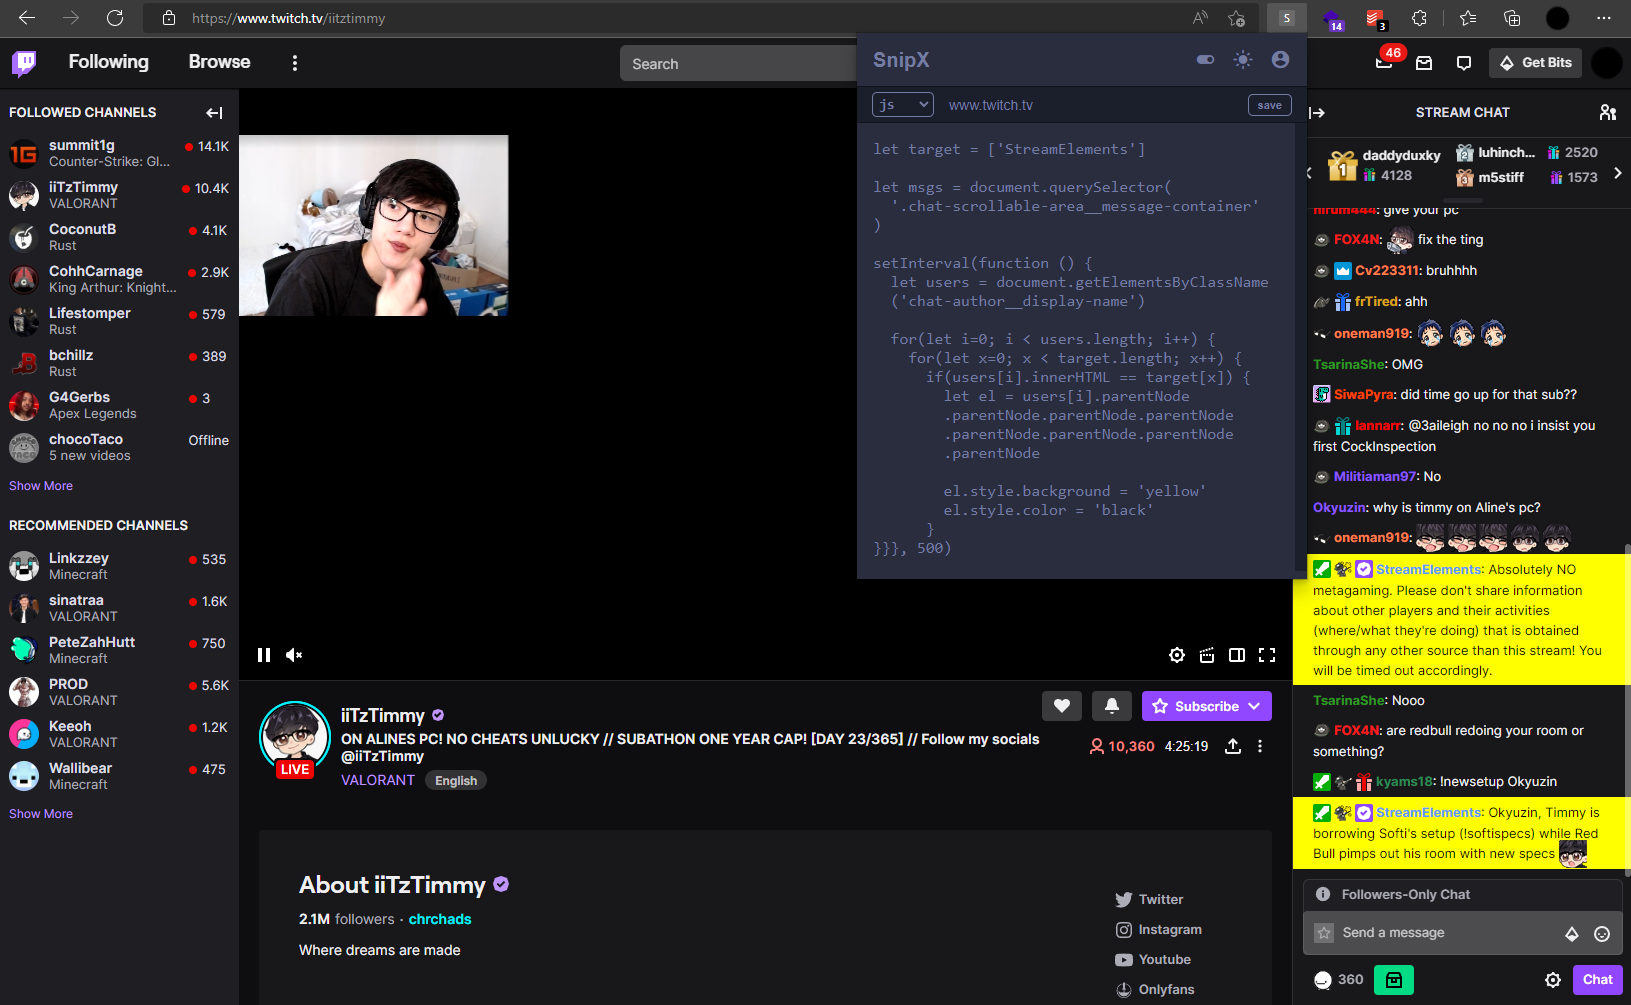 https://www.twitch.tv/iitztimmy
S
14
3
Following
Browse
Search
46
Get Bits
FOLLOWED CHANNELS
summit1g
14.1K
Counter-Strike: Gl...
iiTzTimmy
10.4K
VALORANT
CoconutB
4.1K
Rust
CohhCarnage
2.9K
King Arthur: Knight...
Lifestomper
579
Rust
bchillz
389
Rust
G4Gerbs
3
Apex Legends
chocoTaco
Offline
5 new videos
Show More
RECOMMENDED CHANNELS
Linkzzey
535
Minecraft
sinatraa
1.6K
VALORANT
PeteZahHutt
750
Minecraft
PROD
5.6K
VALORANT
Keeoh
1.2K
VALORANT
Wallibear
475
Minecraft
Show More
SnipX
js
www.twitch.tv
save
let target = ['StreamElements']
let msgs = document.querySelector(
'.chat-scrollable-area__message-container'
)
setInterval(function () {
let users = document.getElementsByClassName
('chat-author__display-name')
for(let i=0; i < users.length; i++) {
for(let x=0; x < target.length; x++) {
if(users[i].innerHTML == target[x]) {
let el = users[i].parentNode
.parentNode.parentNode.parentNode
.parentNode.parentNode.parentNode
.parentNode
el.style.background = 'yellow'
el.style.color = 'black'
}
}}}, 500)
iiTzTimmy
Subscribe
ON ALINES PC! NO CHEATS UNLUCKY // SUBATHON ONE YEAR CAP! [DAY 23/365] // Follow my socials
@iiTzTimmy
10,360
4:25:19
LIVE
VALORANT
English
About iiTzTimmy
2.1M followers · chrchads
Where dreams are made
Twitter
Instagram
Youtube
Onlyfans
STREAM CHAT
1
daddyduxky
4128
2
luhinch...
2520
3
m5stiff
1573
hirum444: give your pc
FOX4N: fix the ting
Cv223311: bruhhhh
frTired: ahh
oneman919:
TsarinaShe: OMG
SiwaPyra: did time go up for that sub??
Iannarr: @3aileigh no no no i insist you
first CockInspection
Militiaman97: No
Okyuzin: why is timmy on Aline's pc?
oneman919:
StreamElements: Absolutely NO
metagaming. Please don't share information
about other players and their activities
(where/what they're doing) that is obtained
through any other source than this stream! You
will be timed out accordingly.
TsarinaShe: Nooo
FOX4N: are redbull redoing your room or
something?
kyams18: !newsetup Okyuzin
StreamElements: Okyuzin, Timmy is
borrowing Softi's setup (!softispecs) while Red
Bull pimps out his room with new specs
Followers-Only Chat
Send a message
360
Chat